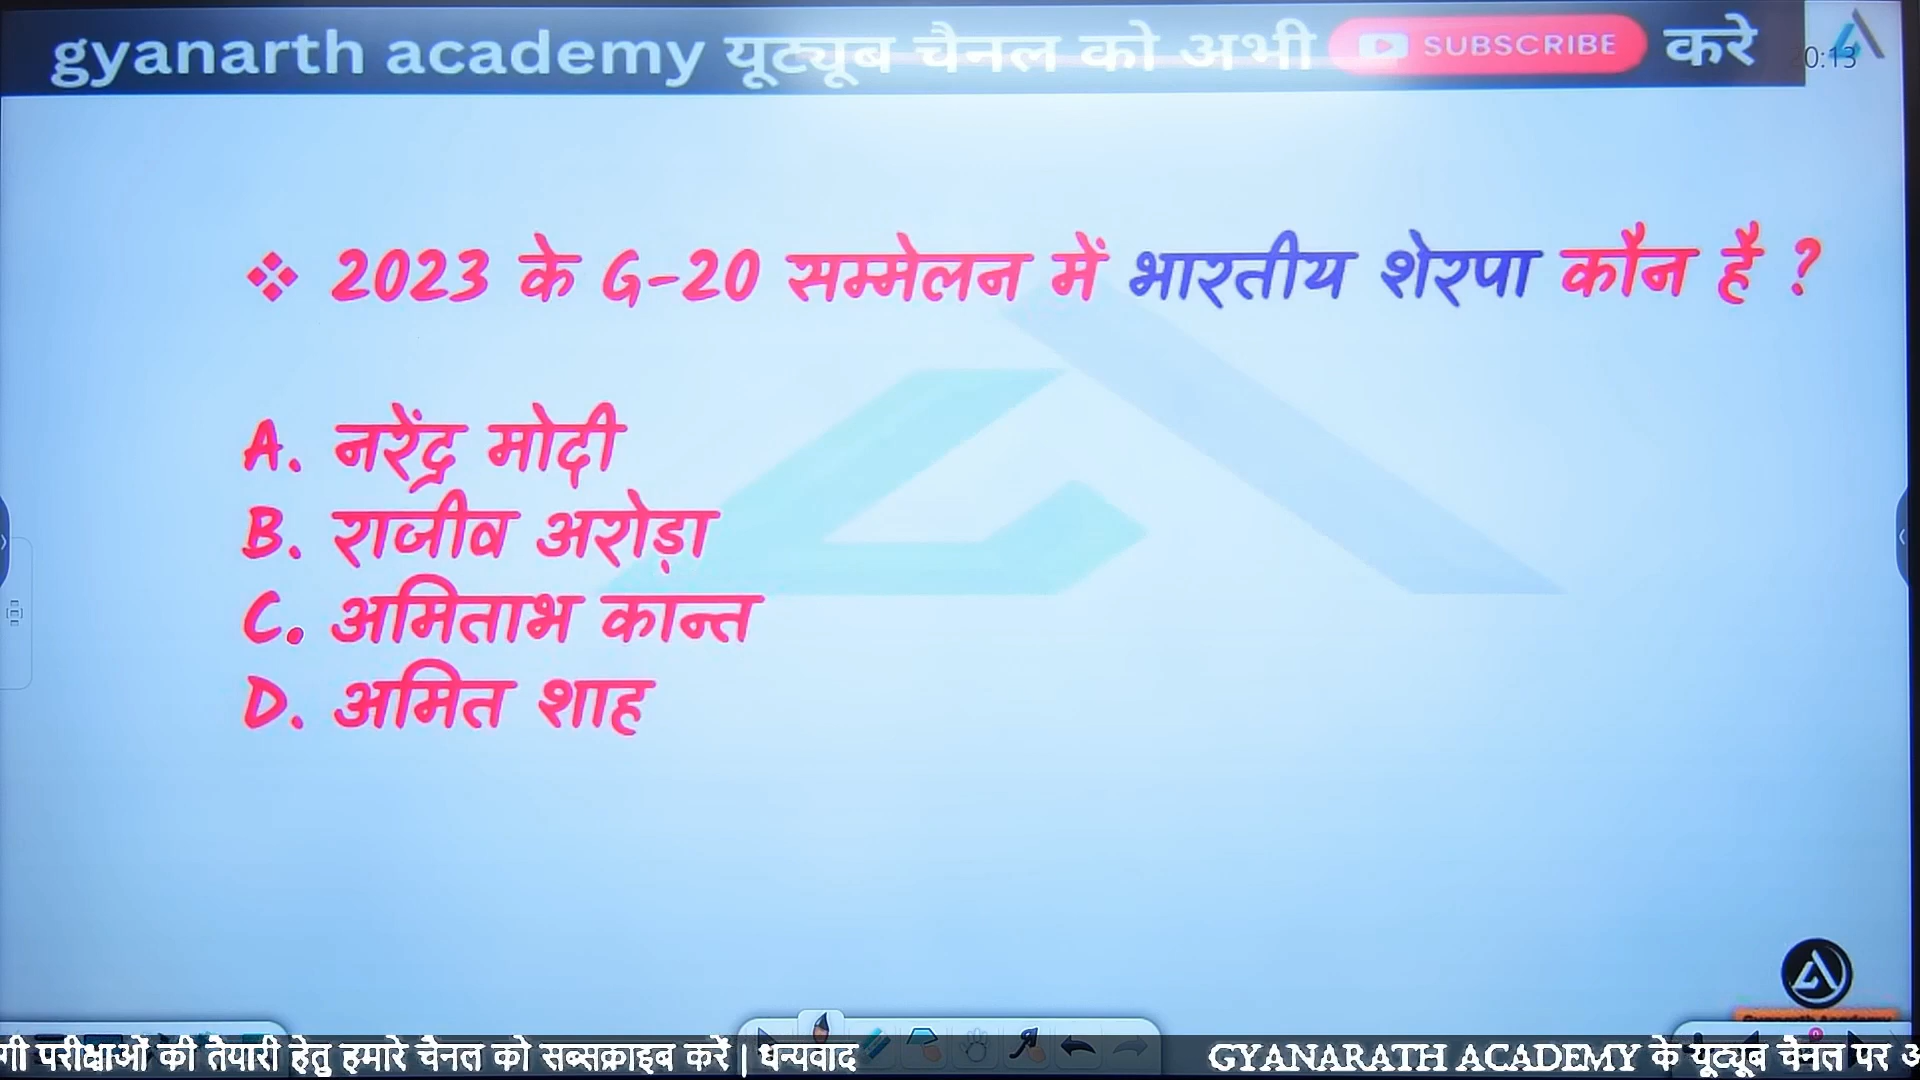 gyanarth academy यूट्यूब चैनल को अभी SUBSCRIBE करे
0:13
❖ 2023 के G-20 सम्मेलन में भारतीय शेरपा कौन है ?
A. नरेंद्र मोदी
B. राजीव अरोड़ा
C. अमिताभ कान्त
D. अमित शाह
गी परीक्षाओं की तैयारी हेतु हमारे चैनल को सब्सक्राइब करें | धन्यवाद GYANARATH ACADEMY के यूट्यूब चैनल पर अ